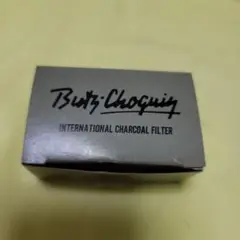 Butz-Choquin
INTERNATIONAL CHARCOAL FILTER